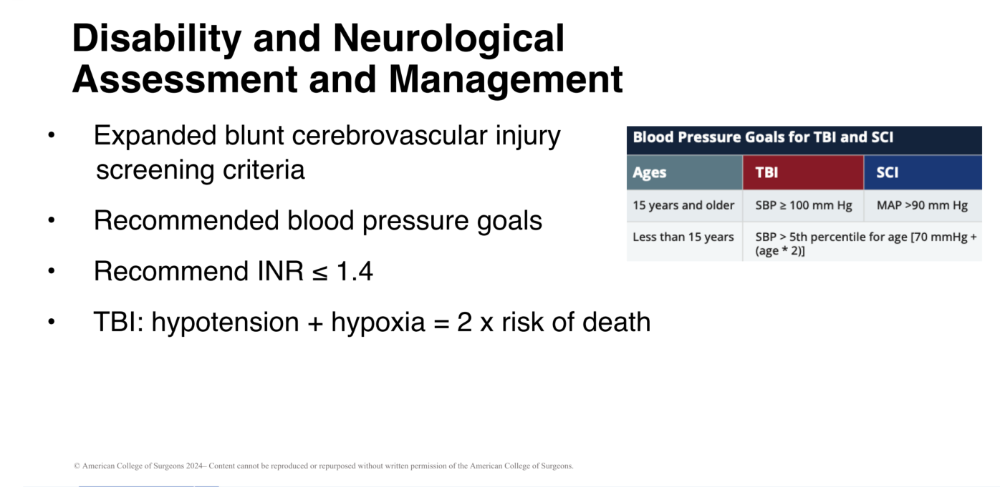 Disability and Neurological
Assessment and Management
• Expanded blunt cerebrovascular injury
screening criteria
• Recommended blood pressure goals
• Recommend INR ≤ 1.4
• TBI: hypotension + hypoxia = 2 x risk of death
Blood Pressure Goals for TBI and SCI
Ages TBI SCI
15 years and older SBP ≥ 100 mm Hg MAP >90 mm Hg
Less than 15 years SBP > 5th percentile for age [70 mmHg +
(age * 2)]
© American College of Surgeons 2024– Content cannot be reproduced or repurposed without written permission of the American College of Surgeons.